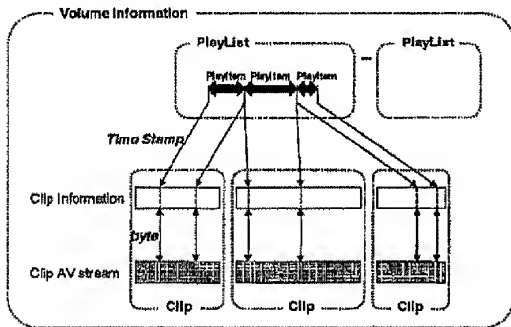 Volume Information
PlayList
PlayList
PlayItem PlayItem PlayItem
Time Stamp
Clip Information
byte
Clip AV stream
Clip
Clip
Clip